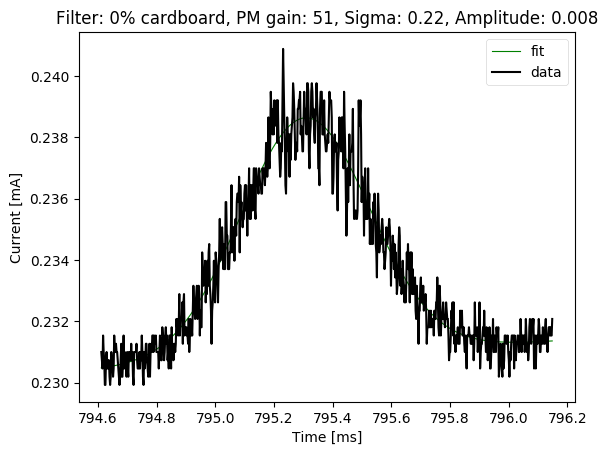 Filter: 0% cardboard, PM gain: 51, Sigma: 0.22, Amplitude: 0.008
fit
data
0.240
0.238
0.236
0.234
0.232
0.230
Current [mA]
794.6 794.8 795.0 795.2 795.4 795.6 795.8 796.0 796.2
Time [ms]